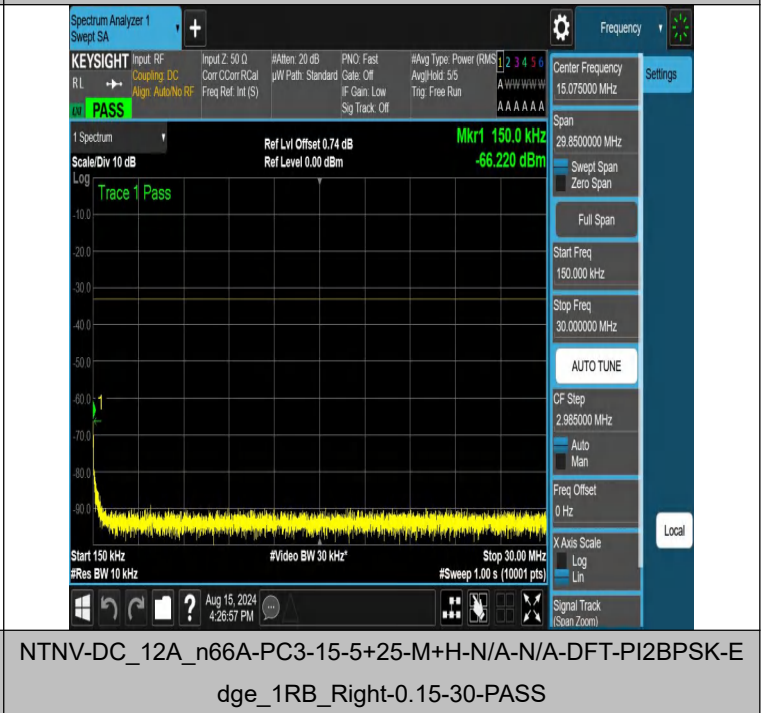 Spectrum Analyzer 1
Swept SA
+
Frequency
KEYSIGHT
RL
PASS
Input: RF
Coupling: DC
Align: Auto/No RF
Input Z: 50 Ω
Corr CCorr RCal
Freq Ref: Int (S)
#Atten: 20 dB
µW Path: Standard
PNO: Fast
Gate: Off
IF Gain: Low
Sig Track: Off
#Avg Type: Power (RMS
Avg|Hold: 5/5
Trig: Free Run
1 2 3 4 5 6
A W W W W W
A A A A A A
1 Spectrum
Scale/Div 10 dB
Log
Ref Lvl Offset 0.74 dB
Ref Level 0.00 dBm
Mkr1 150.0 kHz
-66.220 dBm
Trace 1 Pass
-10.0
-20.0
-30.0
-40.0
-50.0
-60.0
1
-70.0
-80.0
-90.0
Start 150 kHz
#Res BW 10 kHz
#Video BW 30 kHz*
Stop 30.00 MHz
#Sweep 1.00 s (10001 pts)
Aug 15, 2024
4:26:57 PM
Center Frequency
15.075000 MHz
Settings
Span
29.8500000 MHz
Swept Span
Zero Span
Full Span
Start Freq
150.000 kHz
Stop Freq
30.000000 MHz
AUTO TUNE
CF Step
2.985000 MHz
Auto
Man
Freq Offset
0 Hz
X Axis Scale
Log
Lin
Signal Track
(Span Zoom)
Local
NTNV-DC_12A_n66A-PC3-15-5+25-M+H-N/A-N/A-DFT-PI2BPSK-E
dge_1RB_Right-0.15-30-PASS